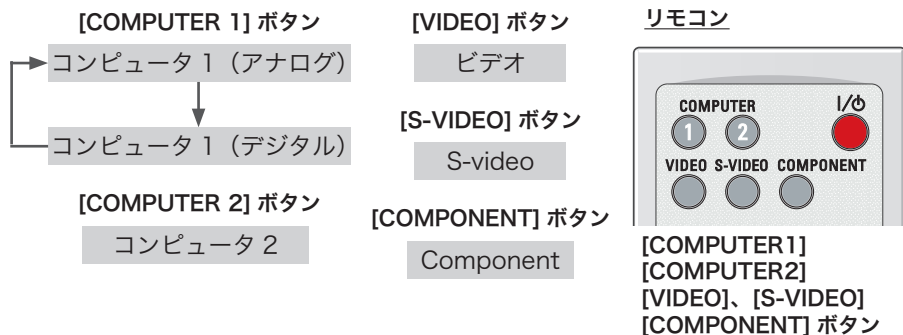 [COMPUTER 1] ボタン
コンピュータ 1（アナログ）
コンピュータ 1（デジタル）
[COMPUTER 2] ボタン
コンピュータ 2
[VIDEO] ボタン
ビデオ
[S-VIDEO] ボタン
S-video
[COMPONENT] ボタン
Component
リモコン
COMPUTER
I/⏻
1 2
VIDEO S-VIDEO COMPONENT
[COMPUTER1]
[COMPUTER2]
[VIDEO]、[S-VIDEO]
[COMPONENT] ボタン